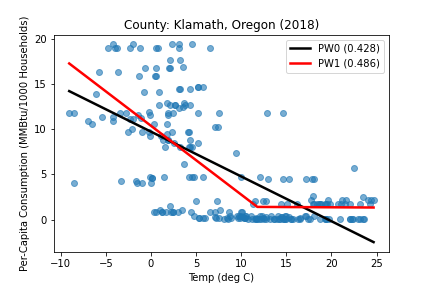 County: Klamath, Oregon (2018)
PW0 (0.428)
PW1 (0.486)
Per-Capita Consumption (MMBtu/1000 Households)
20
15
10
5
0
−10 −5 0 5 10 15 20 25
Temp (deg C)